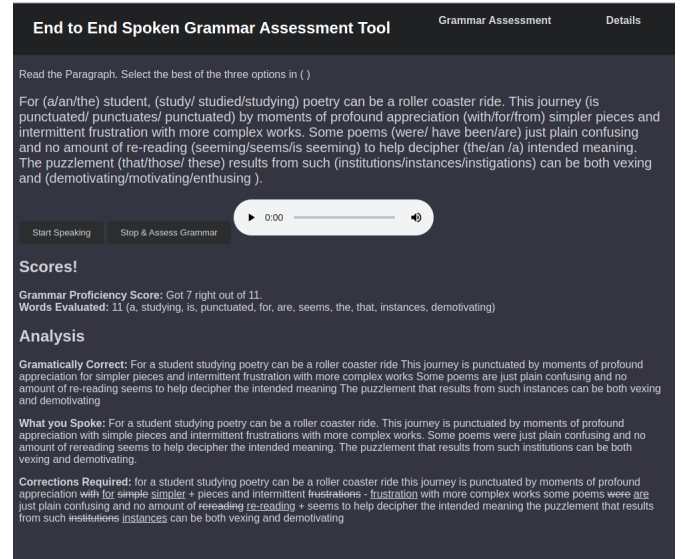 End to End Spoken Grammar Assessment Tool
Grammar Assessment
Details
Read the Paragraph. Select the best of the three options in ( )
For (a/an/the) student, (study/ studied/studying) poetry can be a roller coaster ride. This journey (is
punctuated/ punctuates/ punctuated) by moments of profound appreciation (with/for/from) simpler pieces and
intermittent frustration with more complex works. Some poems (were/ have been/are) just plain confusing
and no amount of re-reading (seeming/seems/is seeming) to help decipher (the/an /a) intended meaning.
The puzzlement (that/those/ these) results from such (institutions/instances/instigations) can be both vexing
and (demotivating/motivating/enthusing ).
0:00
Start Speaking
Stop & Assess Grammar
Scores!
Grammar Proficiency Score: Got 7 right out of 11.
Words Evaluated: 11 (a, studying, is, punctuated, for, are, seems, the, that, instances, demotivating)
Analysis
Gramatically Correct: For a student studying poetry can be a roller coaster ride This journey is punctuated by moments of profound
appreciation for simpler pieces and intermittent frustration with more complex works Some poems are just plain confusing and no
amount of re-reading seems to help decipher the intended meaning The puzzlement that results from such instances can be both vexing
and demotivating
What you Spoke: For a student studying poetry can be a roller coaster ride. This journey is punctuated by moments of profound
appreciation with simple pieces and intermittent frustrations with more complex works. Some poems were just plain confusing and no
amount of rereading seems to help decipher the intended meaning. The puzzlement that results from such institutions can be both
vexing and demotivating.
Corrections Required: for a student studying poetry can be a roller coaster ride this journey is punctuated by moments of profound
appreciation with for simple simpler + pieces and intermittent frustrations - frustration with more complex works some poems were are
just plain confusing and no amount of rereading re-reading + seems to help decipher the intended meaning the puzzlement that results
from such institutions instances can be both vexing and demotivating